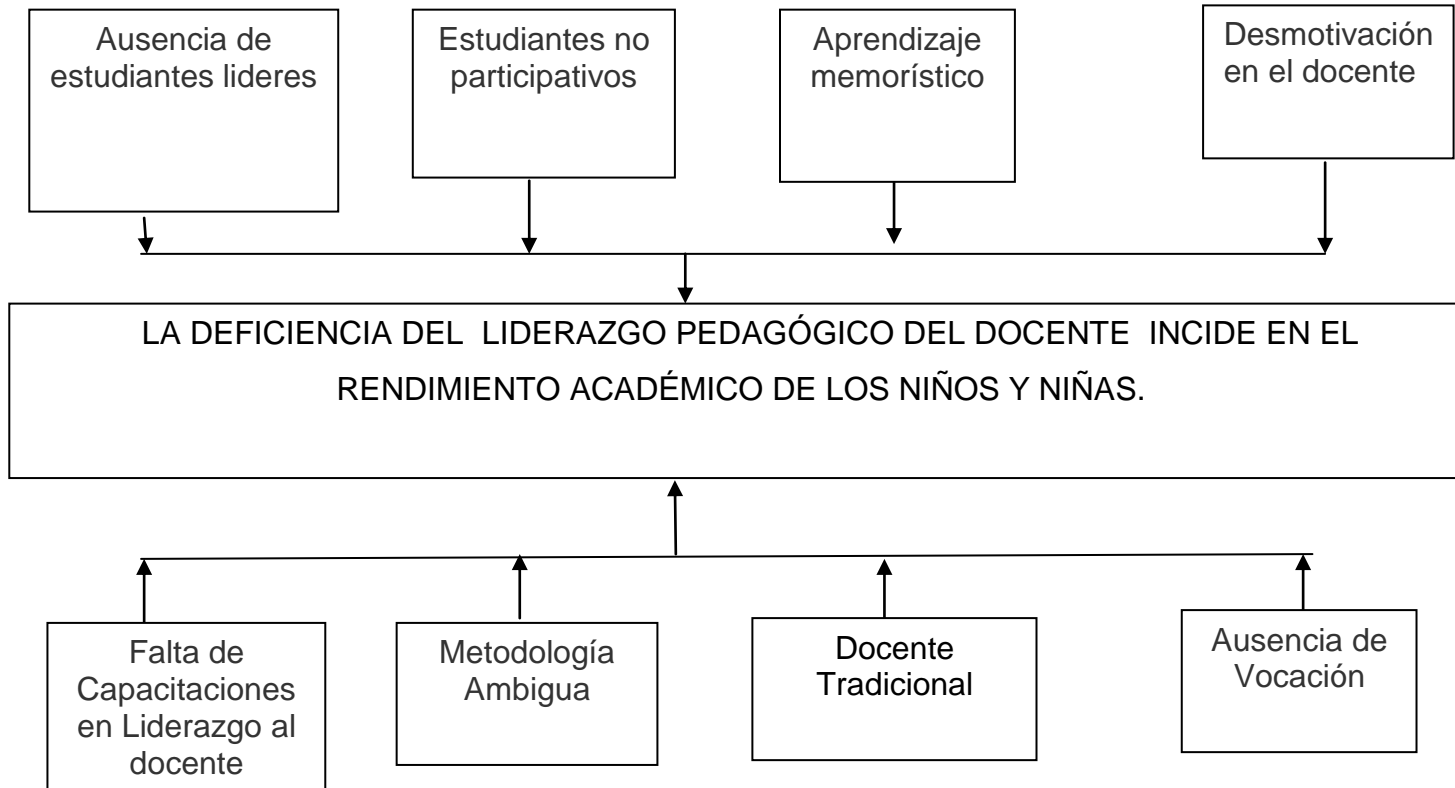 Ausencia de
estudiantes lideres
Estudiantes no
participativos
Aprendizaje
memorístico
Desmotivación
en el docente
LA DEFICIENCIA DEL LIDERAZGO PEDAGÓGICO DEL DOCENTE INCIDE EN EL
RENDIMIENTO ACADÉMICO DE LOS NIÑOS Y NIÑAS.
Falta de
Capacitaciones
en Liderazgo al
docente
Metodología
Ambigua
Docente
Tradicional
Ausencia de
Vocación